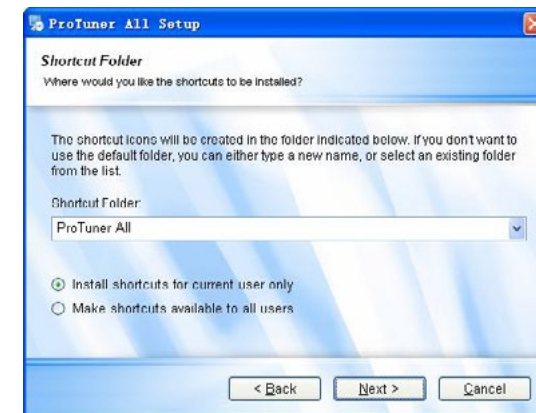 ProTuner All Setup
Shortcut Folder
Where would you like the shortcuts to be installed?
The shortcut icons will be created in the folder indicated below. If you don't want to
use the default folder, you can either type a new name, or select an existing folder
from the list.
Shortcut Folder:
ProTuner All
Install shortcuts for current user only
Make shortcuts available to all users
< Back
Next >
Cancel